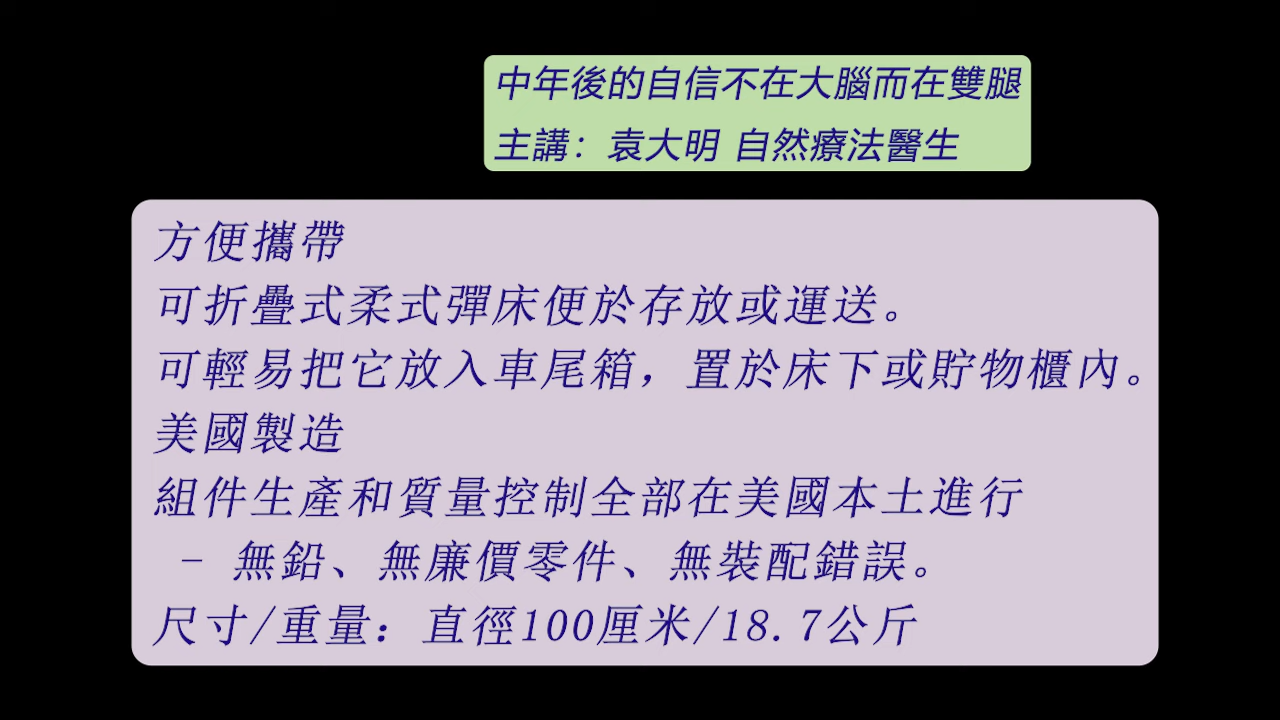 中年後的自信不在大腦而在雙腿
主講：袁大明 自然療法醫生
方便攜帶
可折疊式柔式彈床便於存放或運送。
可輕易把它放入車尾箱，置於床下或貯物櫃內。
美國製造
組件生產和質量控制全部在美國本土進行
- 無鉛、無廉價零件、無裝配錯誤。
尺寸/重量：直徑100厘米/18.7公斤